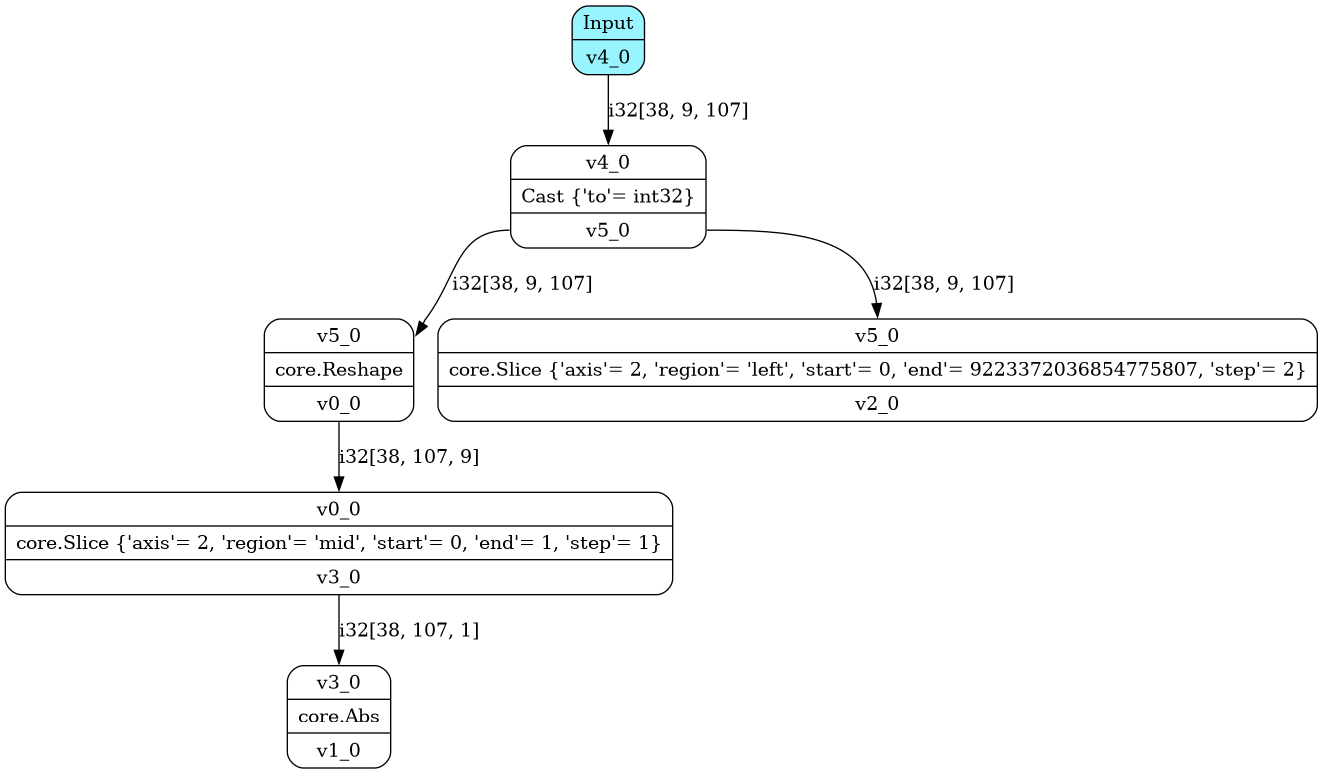 Input
v4_0
i32[38, 9, 107]
v4_0
Cast {'to'= int32}
v5_0
i32[38, 9, 107]
i32[38, 9, 107]
v5_0
core.Reshape
v0_0
v5_0
core.Slice {'axis'= 2, 'region'= 'left', 'start'= 0, 'end'= 9223372036854775807, 'step'= 2}
v2_0
i32[38, 107, 9]
v0_0
core.Slice {'axis'= 2, 'region'= 'mid', 'start'= 0, 'end'= 1, 'step'= 1}
v3_0
i32[38, 107, 1]
v3_0
core.Abs
v1_0